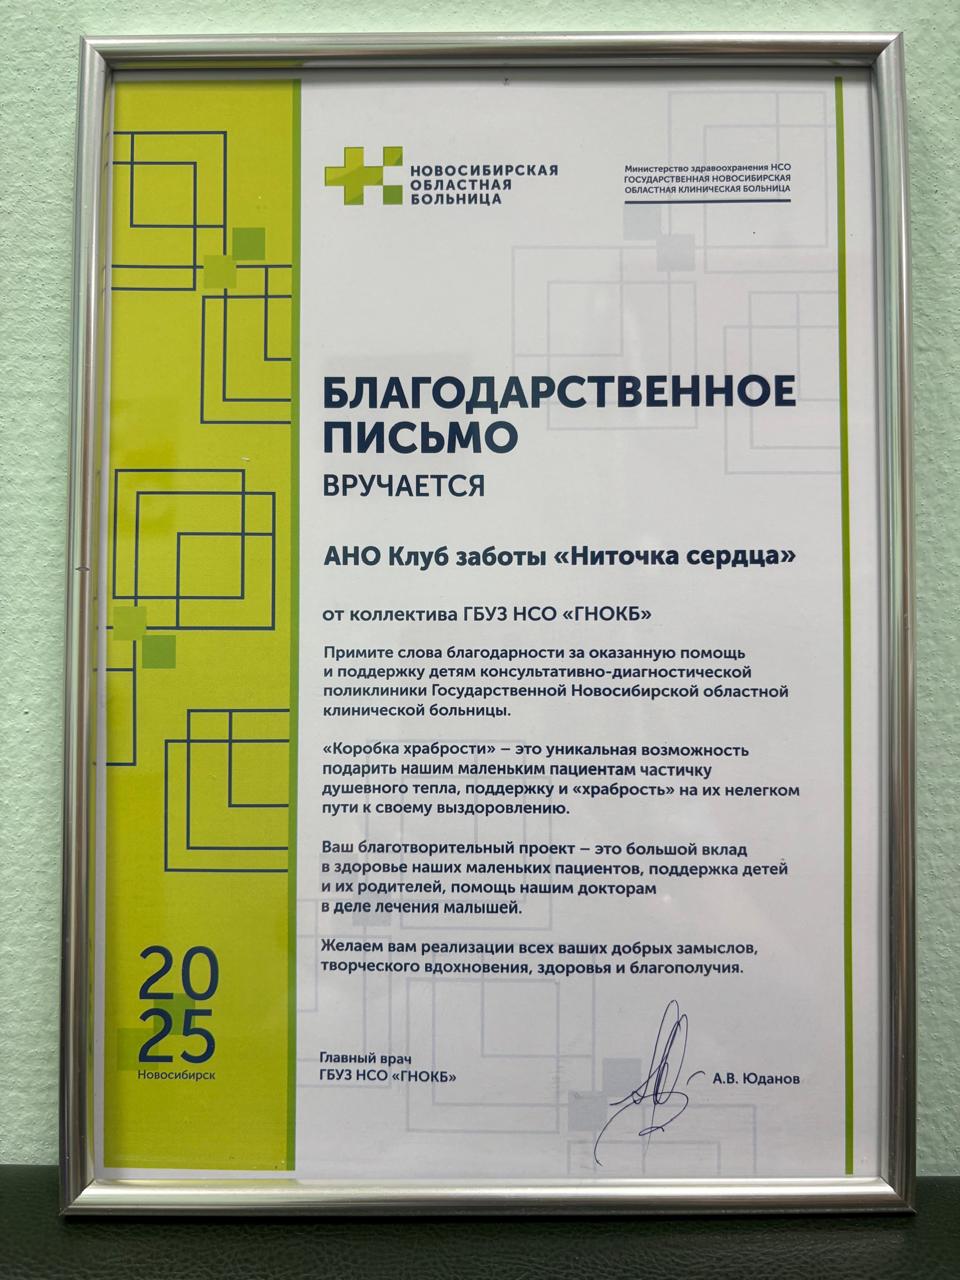 НОВОСИБИРСКАЯ
ОБЛАСТНАЯ
БОЛЬНИЦА
Министерство здравоохранения НСО
ГОСУДАРСТВЕННАЯ НОВОСИБИРСКАЯ
ОБЛАСТНАЯ КЛИНИЧЕСКАЯ БОЛЬНИЦА
БЛАГОДАРСТВЕННОЕ
ПИСЬМО
ВРУЧАЕТСЯ
АНО Клуб заботы «Ниточка сердца»
от коллектива ГБУЗ НСО «ГНОКБ»
Примите слова благодарности за оказанную помощь
и поддержку детям консультативно-диагностической
поликлиники Государственной Новосибирской областной
клинической больницы.
«Коробка храбрости» – это уникальная возможность
подарить нашим маленьким пациентам частичку
душевного тепла, поддержку и «храбрость» на их нелегком
пути к своему выздоровлению.
Ваш благотворительный проект – это большой вклад
в здоровье наших маленьких пациентов, поддержка детей
и их родителей, помощь нашим докторам
в деле лечения малышей.
Желаем вам реализации всех ваших добрых замыслов,
творческого вдохновения, здоровья и благополучия.
20
25
Новосибирск
Главный врач
ГБУЗ НСО «ГНОКБ»
А.В. Юданов